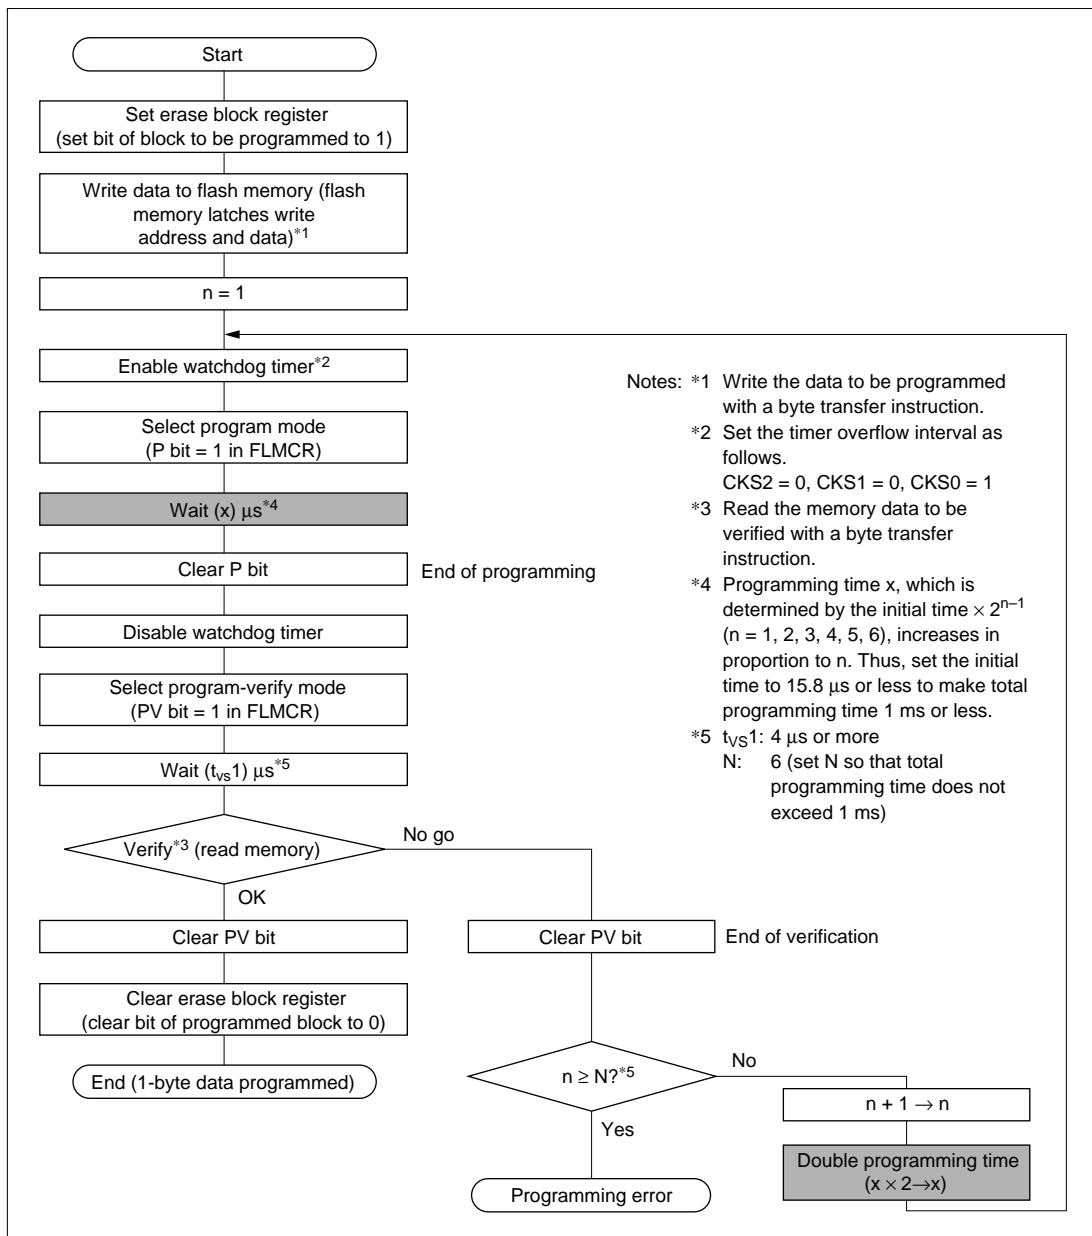 Start
Set erase block register
(set bit of block to be programmed to 1)
Write data to flash memory (flash
memory latches write
address and data)*1
n = 1
Enable watchdog timer*2
Select program mode
(P bit = 1 in FLMCR)
Wait (x) μs*4
Clear P bit
End of programming
Disable watchdog timer
Select program-verify mode
(PV bit = 1 in FLMCR)
Wait (tvs1) μs*5
Verify*3 (read memory)
No go
OK
Clear PV bit
Clear erase block register
(clear bit of programmed block to 0)
End (1-byte data programmed)
Clear PV bit
End of verification
n ≥ N?*5
No
Yes
Programming error
n + 1 → n
Double programming time
(x × 2→x)
Notes: *1 Write the data to be programmed
with a byte transfer instruction.
*2 Set the timer overflow interval as
follows.
CKS2 = 0, CKS1 = 0, CKS0 = 1
*3 Read the memory data to be
verified with a byte transfer
instruction.
*4 Programming time x, which is
determined by the initial time × 2^n–1
(n = 1, 2, 3, 4, 5, 6), increases in
proportion to n. Thus, set the initial
time to 15.8 μs or less to make total
programming time 1 ms or less.
*5 tVS1: 4 μs or more
N: 6 (set N so that total
programming time does not
exceed 1 ms)